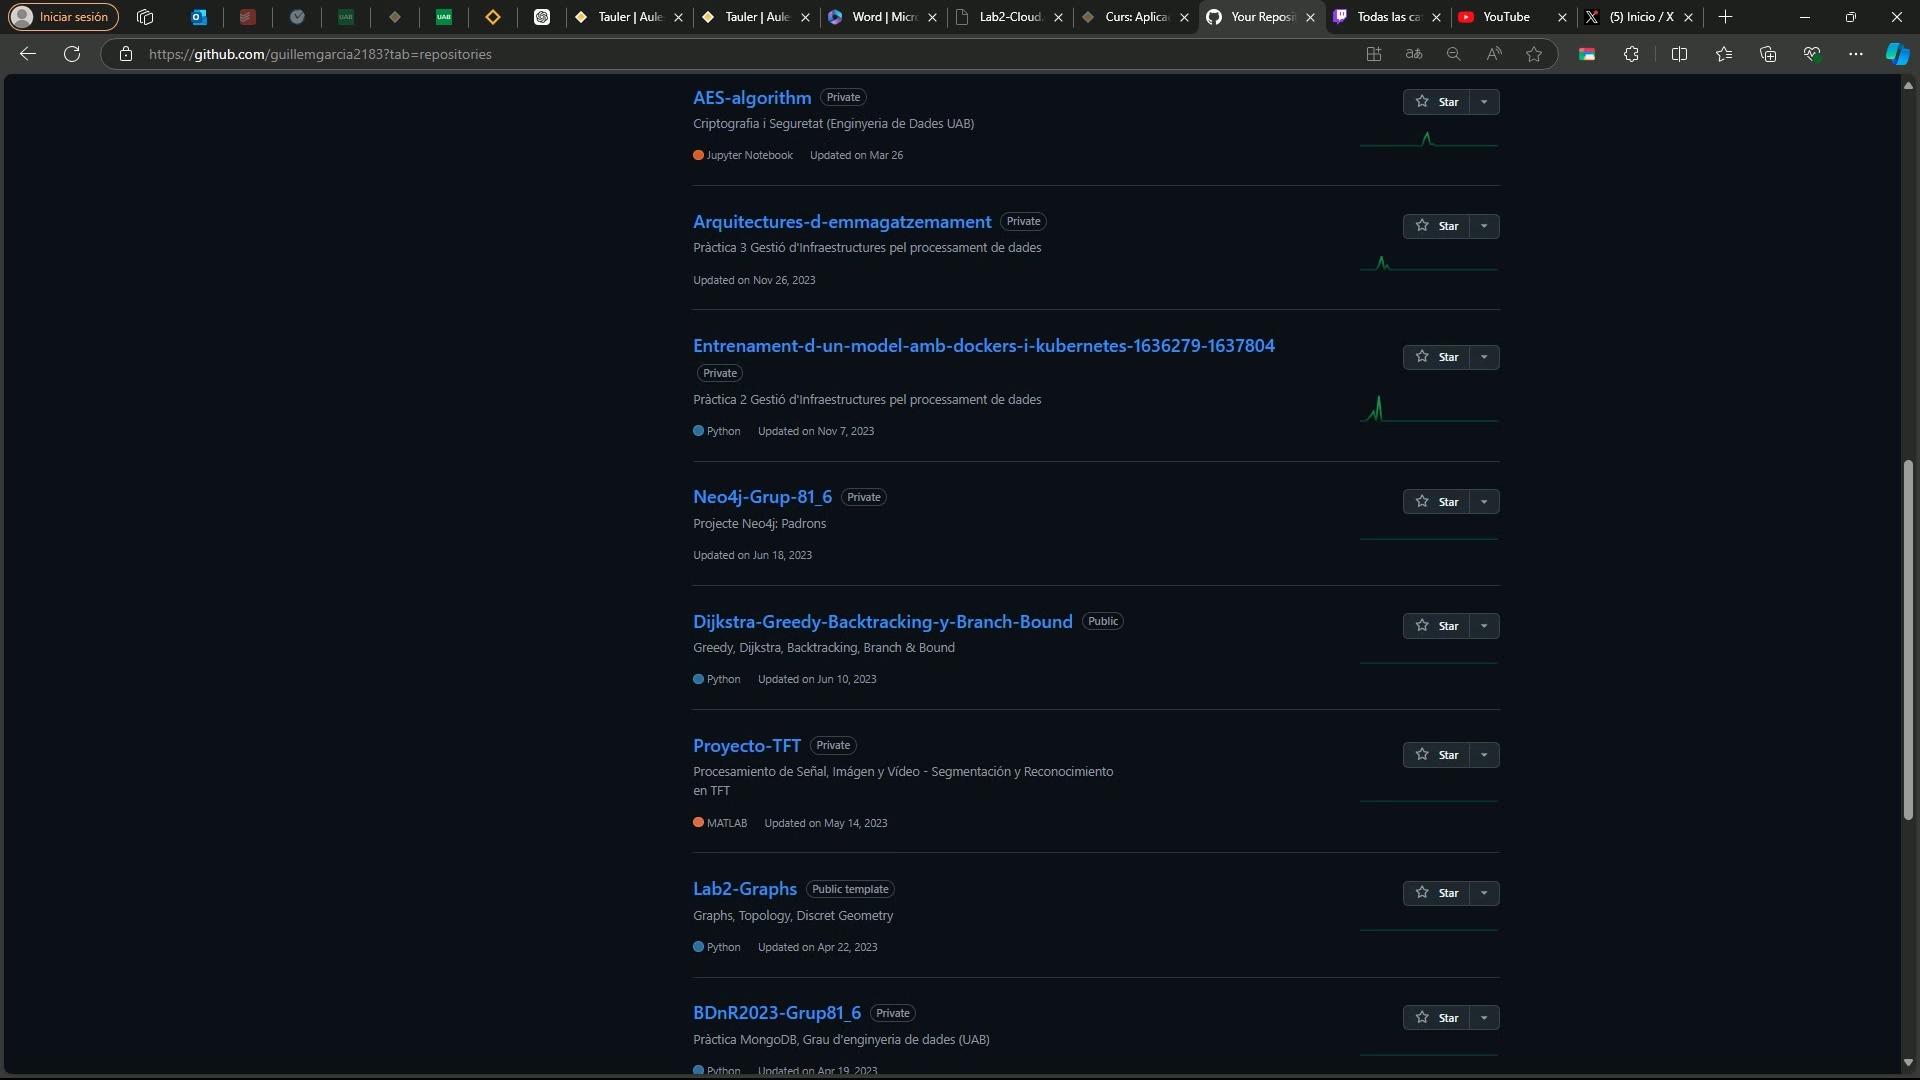 Iniciar sesión
UAB
UAB
Tauler | Aule
Tauler | Aule
Word | Micr
Lab2-Cloud.
Curs: Aplica
Your Reposit
Todas las ca
YouTube
(5) Inicio / X
https://github.com/guillemgarcia2183?tab=repositories
AES-algorithm Private
Star
Criptografia i Seguretat (Enginyeria de Dades UAB)
Jupyter Notebook Updated on Mar 26
Arquitectures-d-emmagatzemament Private
Star
Pràctica 3 Gestió d'Infraestructures pel processament de dades
Updated on Nov 26, 2023
Entrenament-d-un-model-amb-dockers-i-kubernetes-1636279-1637804
Star
Private
Pràctica 2 Gestió d'Infraestructures pel processament de dades
Python Updated on Nov 7, 2023
Neo4j-Grup-81_6 Private
Star
Projecte Neo4j: Padrons
Updated on Jun 18, 2023
Dijkstra-Greedy-Backtracking-y-Branch-Bound Public
Star
Greedy, Dijkstra, Backtracking, Branch & Bound
Python Updated on Jun 10, 2023
Proyecto-TFT Private
Star
Procesamiento de Señal, Imágen y Vídeo - Segmentación y Reconocimiento
en TFT
MATLAB Updated on May 14, 2023
Lab2-Graphs Public template
Star
Graphs, Topology, Discret Geometry
Python Updated on Apr 22, 2023
BDnR2023-Grup81_6 Private
Star
Pràctica MongoDB, Grau d'enginyeria de dades (UAB)
Python Updated on Apr 19, 2023